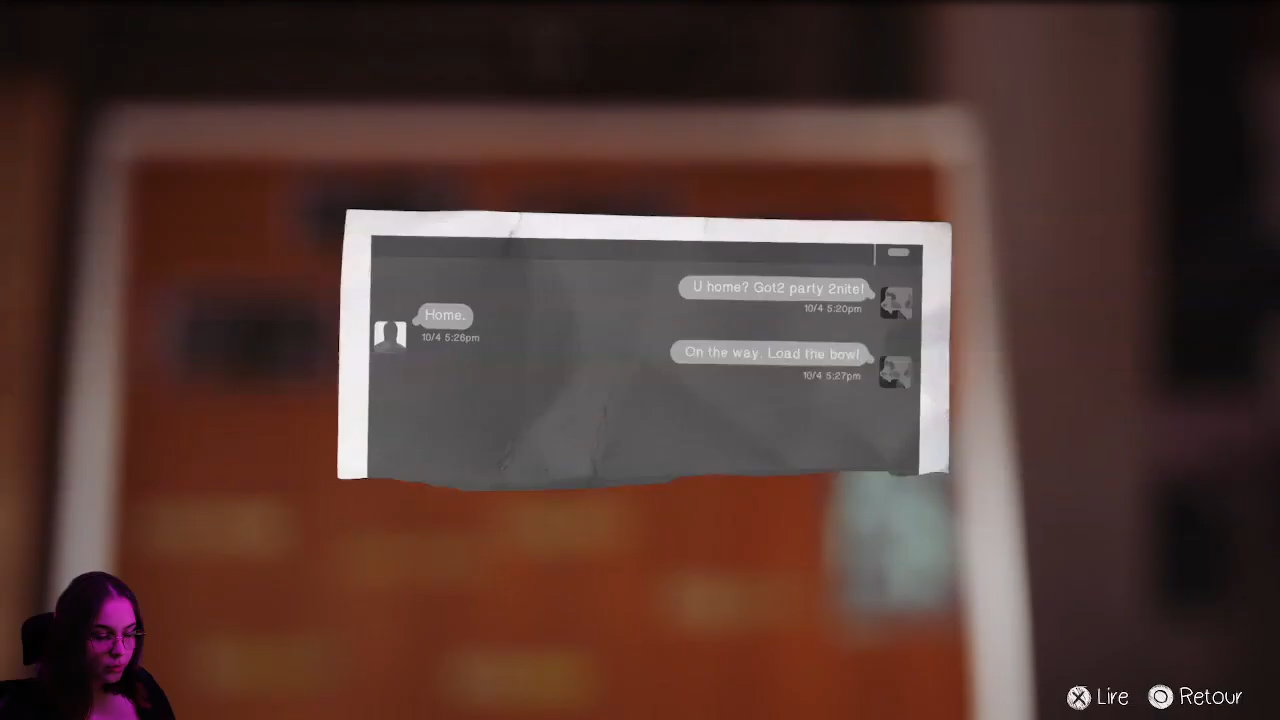 U home? Got2 party 2nite!
10/4 5:20pm
Home.
10/4 5:26pm
On the way. Load the bowl
10/4 5:27pm
Lire
Retour